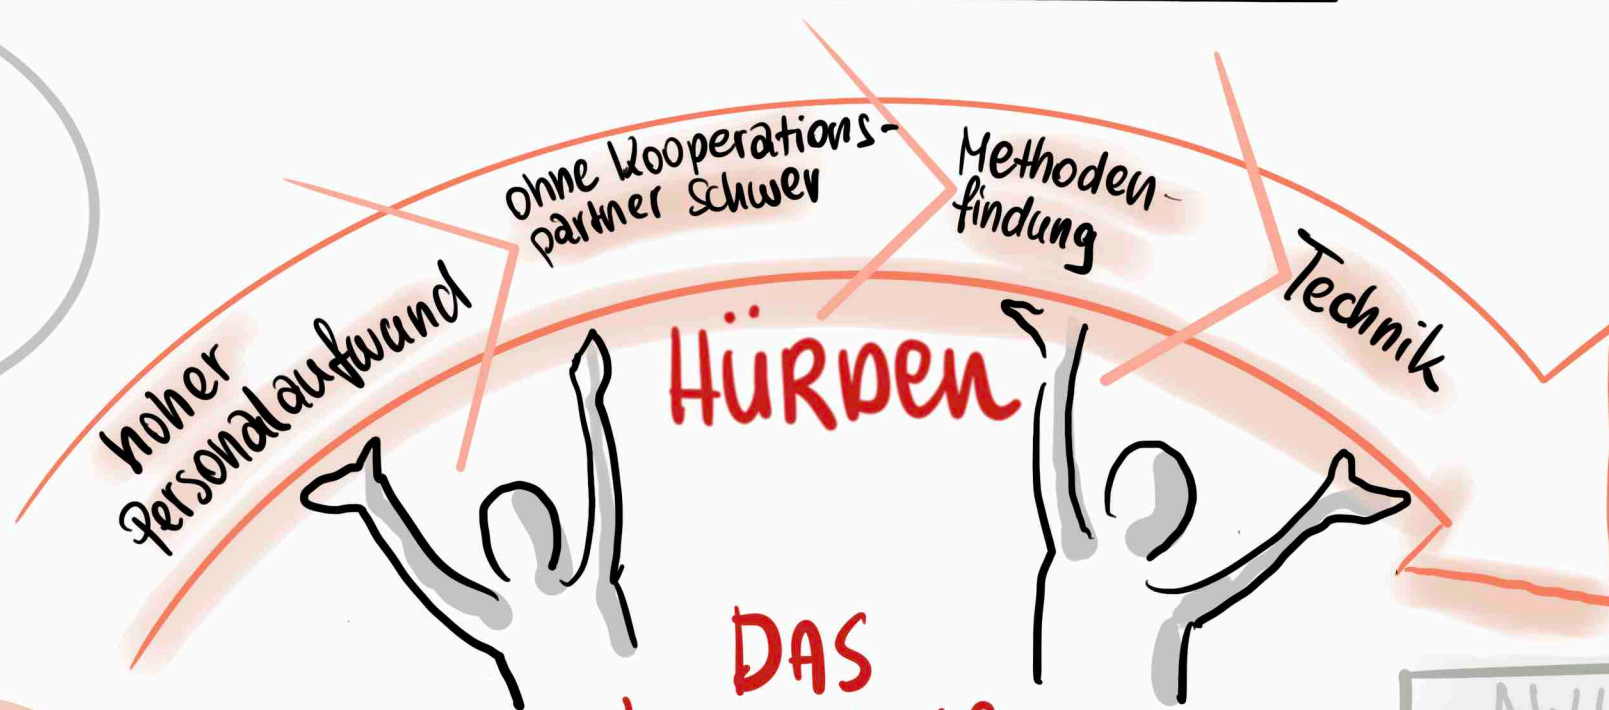 hoher
Personalaufwand
ohne Kooperations-
partner schwer
Methoden-
findung
Technik
HÜRDEN
DAS